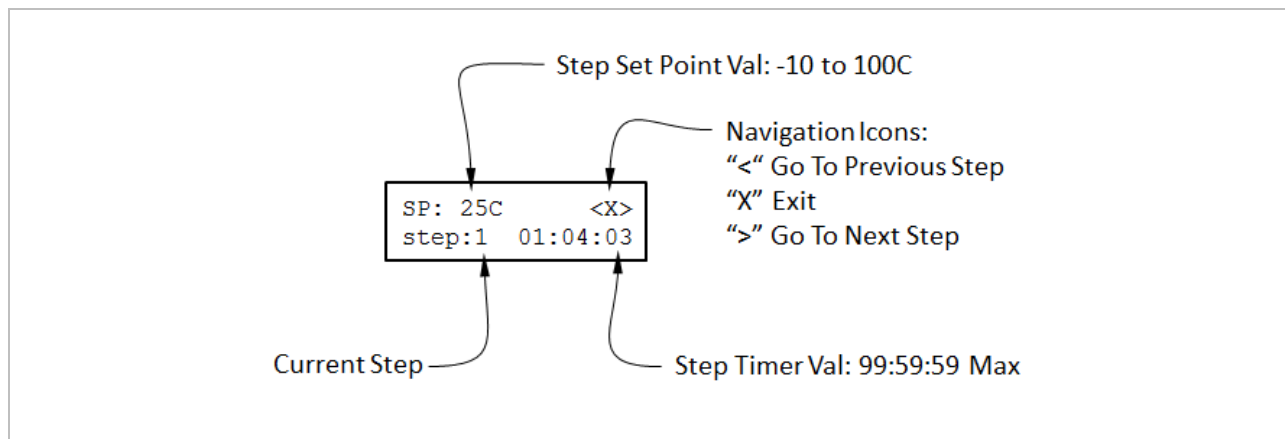 Step Set Point Val: -10 to 100C
Navigation Icons:
“<“ Go To Previous Step
“X” Exit
“>” Go To Next Step
SP: 25C <X>
step:1 01:04:03
Current Step
Step Timer Val: 99:59:59 Max